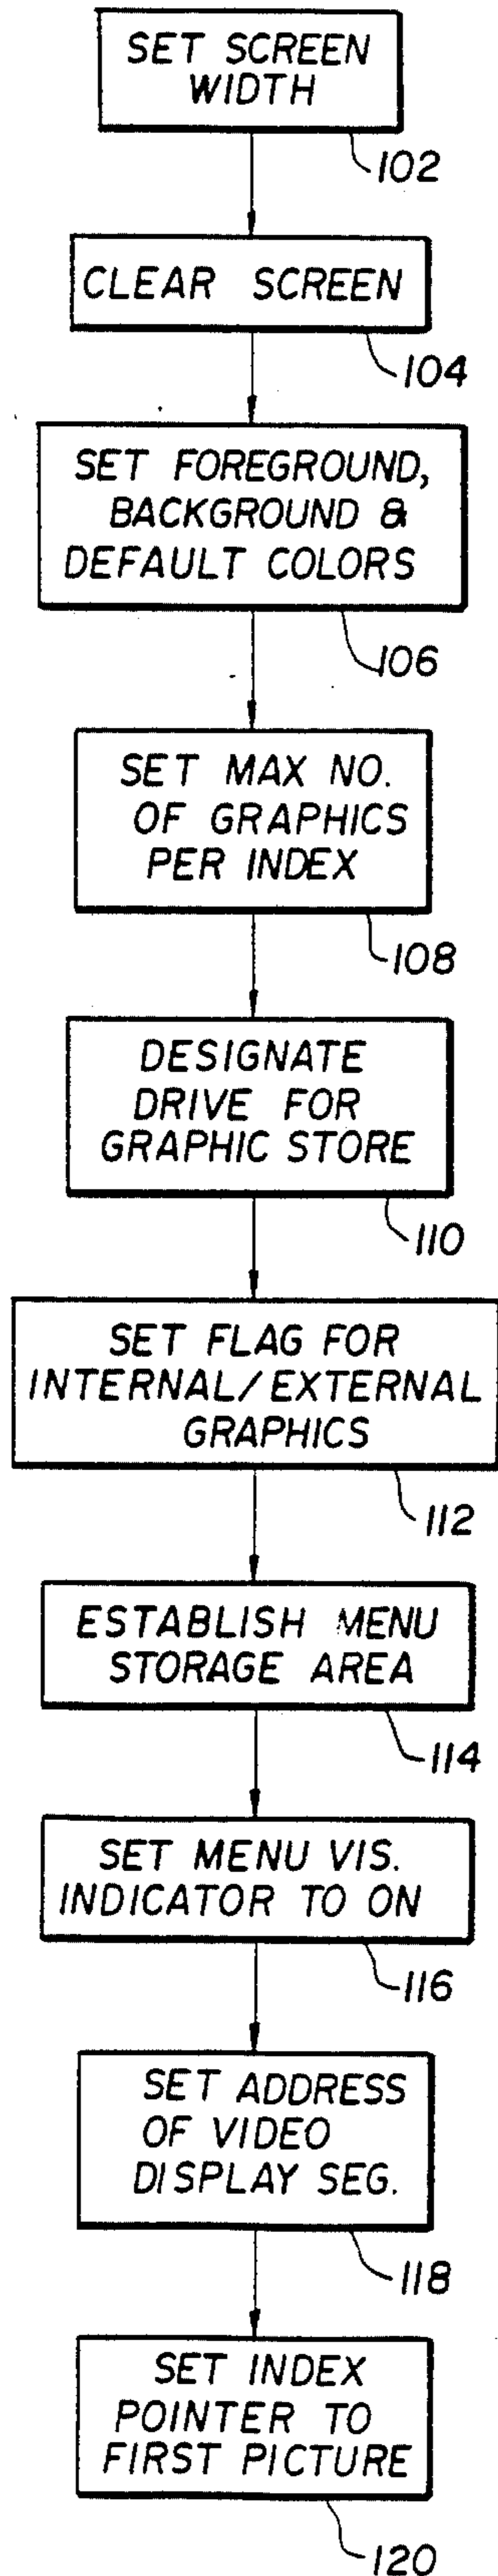 SET SCREEN
WIDTH
102
CLEAR SCREEN
104
SET FOREGROUND,
BACKGROUND &
DEFAULT COLORS
106
SET MAX NO.
OF GRAPHICS
PER INDEX
108
DESIGNATE
DRIVE FOR
GRAPHIC STORE
110
SET FLAG FOR
INTERNAL/EXTERNAL
GRAPHICS
112
ESTABLISH MENU
STORAGE AREA
114
SET MENU VIS.
INDICATOR TO ON
116
SET ADDRESS
OF VIDEO
DISPLAY SEG.
118
SET INDEX
POINTER TO
FIRST PICTURE
120